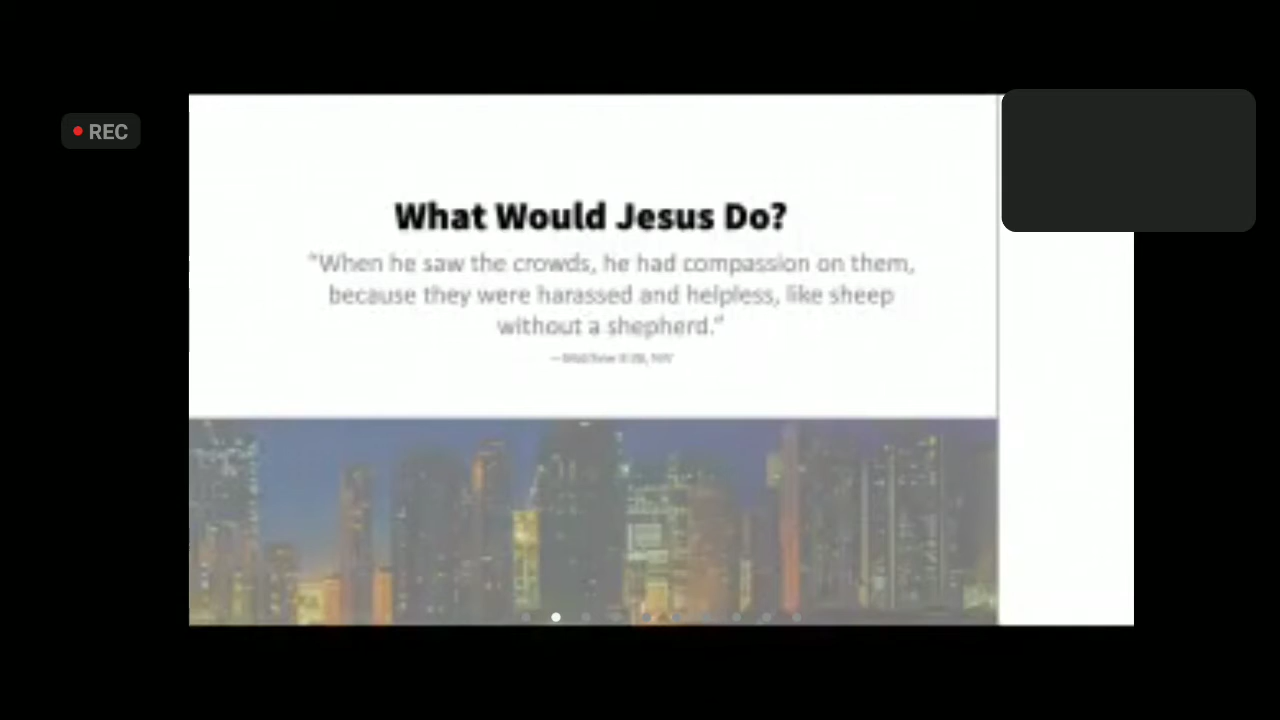 REC
What Would Jesus Do?
"When he saw the crowds, he had compassion on them,
because they were harassed and helpless, like sheep
without a shepherd."